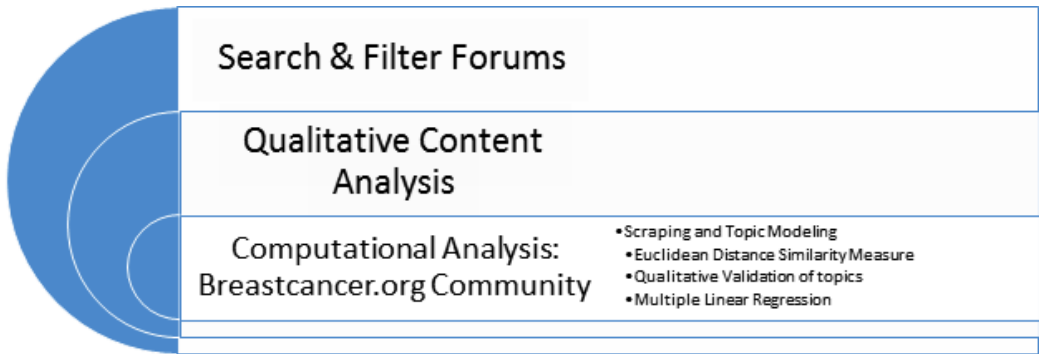 Search & Filter Forums
Qualitative Content
Analysis
Computational Analysis:
Breastcancer.org Community
•Scraping and Topic Modeling
•Euclidean Distance Similarity Measure
•Qualitative Validation of topics
•Multiple Linear Regression